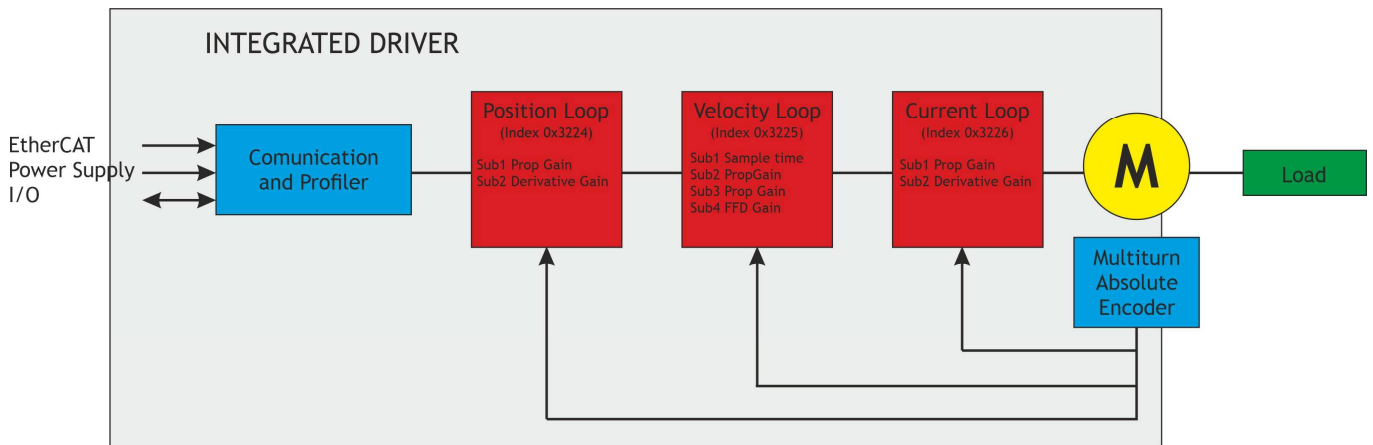 INTEGRATED DRIVER
EtherCAT
Power Supply
I/O
Comunication
and Profiler
Position Loop
(Index 0x3224)
Sub1 Prop Gain
Sub2 Derivative Gain
Velocity Loop
(Index 0x3225)
Sub1 Sample time
Sub2 PropGain
Sub3 Prop Gain
Sub4 FFD Gain
Current Loop
(Index 0x3226)
Sub1 Prop Gain
Sub2 Derivative Gain
M
Load
Multiturn
Absolute
Encoder